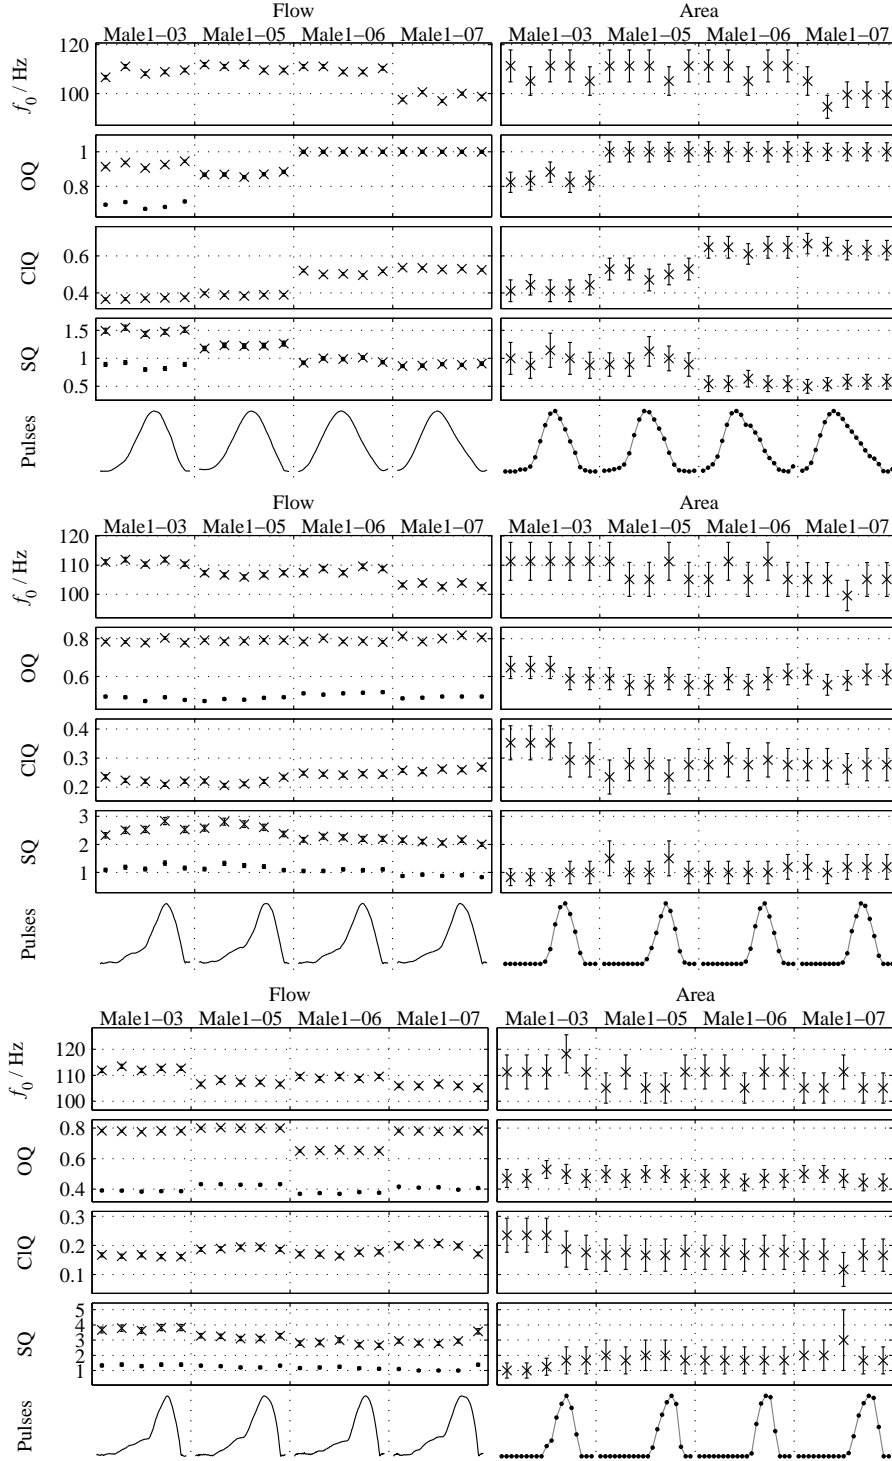 Flow Area
Male1−03 Male1−05 Male1−06 Male1−07 Male1−03 Male1−05 Male1−06 Male1−07
f0 / Hz
120
100
OQ
1
0.8
ClQ
0.6
0.4
SQ
1.5
1
0.5
Pulses
Flow Area
Male1−03 Male1−05 Male1−06 Male1−07 Male1−03 Male1−05 Male1−06 Male1−07
f0 / Hz
120
110
100
OQ
0.8
0.6
ClQ
0.4
0.3
0.2
SQ
3
2
1
Pulses
Flow Area
Male1−03 Male1−05 Male1−06 Male1−07 Male1−03 Male1−05 Male1−06 Male1−07
f0 / Hz
120
110
100
OQ
0.8
0.6
0.4
ClQ
0.3
0.2
0.1
SQ
5
4
3
2
1
Pulses